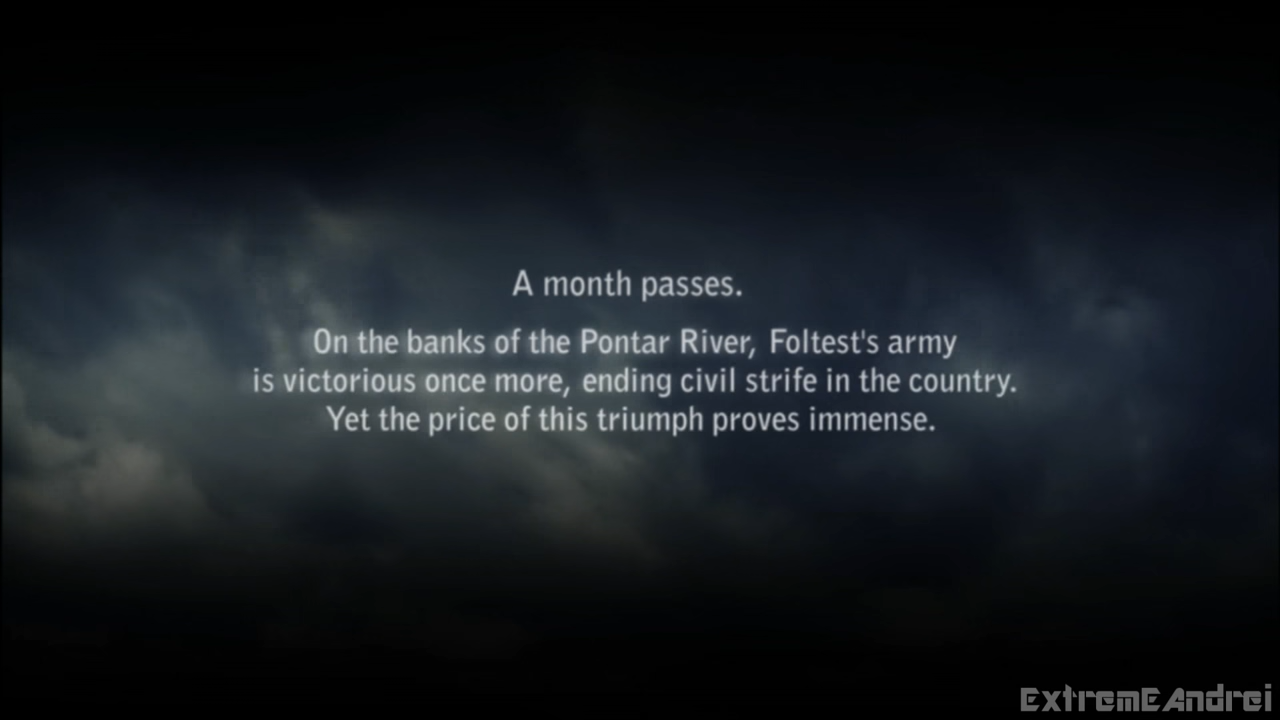 A month passes.
On the banks of the Pontar River, Foltest's army
is victorious once more, ending civil strife in the country.
Yet the price of this triumph proves immense.
ExtremEAndrei